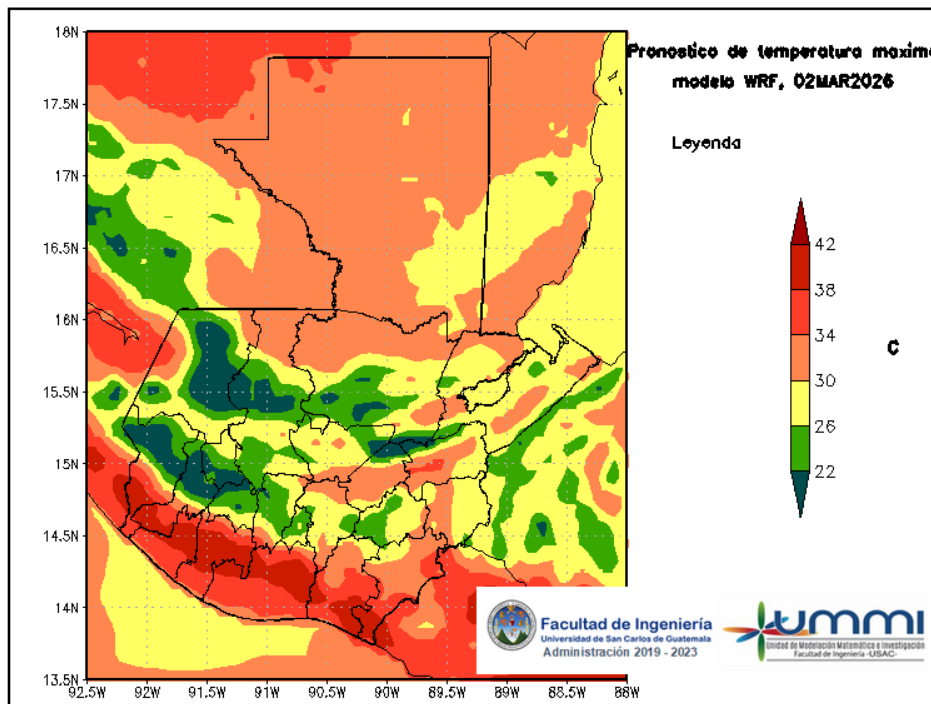 Pronostico de temperatura maxima
modelo WRF, 02MAR2026
Leyenda
42
38
34
30
26
22
C
18N
17.5N
17N
16.5N
16N
15.5N
15N
14.5N
14N
13.5N
92.5W
92W
91.5W
91W
90.5W
90W
89.5W
89W
88.5W
88W
Facultad de Ingeniería
Universidad de San Carlos de Guatemala
Administración 2019 - 2023
UMMI
Unidad de Modelación Matemática e Investigación
Facultad de Ingeniería -USAC-